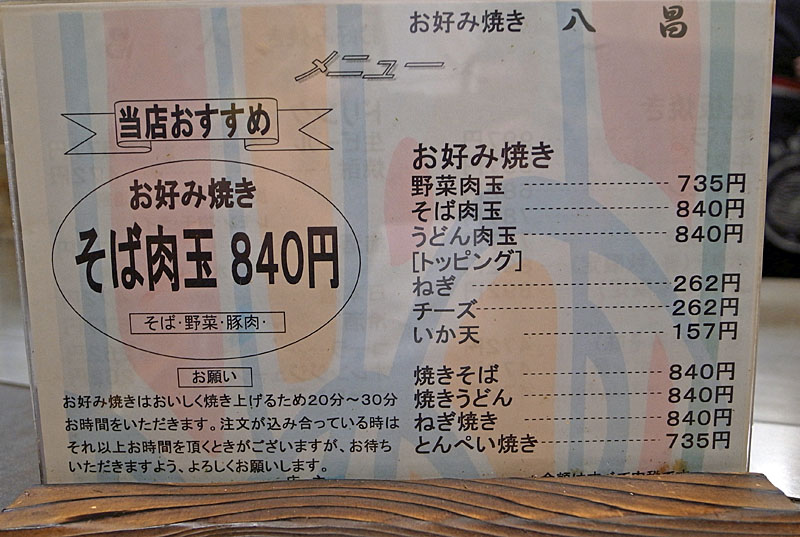 お好み焼き 八昌
メニュー
当店おすすめ
お好み焼き
そば肉玉 840円
そば・野菜・豚肉・
お願い
お好み焼きはおいしく焼き上げるため20分～30分
お時間をいただきます。注文が込み合っている時は
それ以上お時間を頂くときがございますが、お待ち
いただきますよう、よろしくお願いします。
お好み焼き
野菜肉玉 735円
そば肉玉 840円
うどん肉玉 840円
[トッピング]
ねぎ 262円
チーズ 262円
いか天 157円
焼きそば 840円
焼きうどん 840円
ねぎ焼き 840円
とんぺい焼き 735円